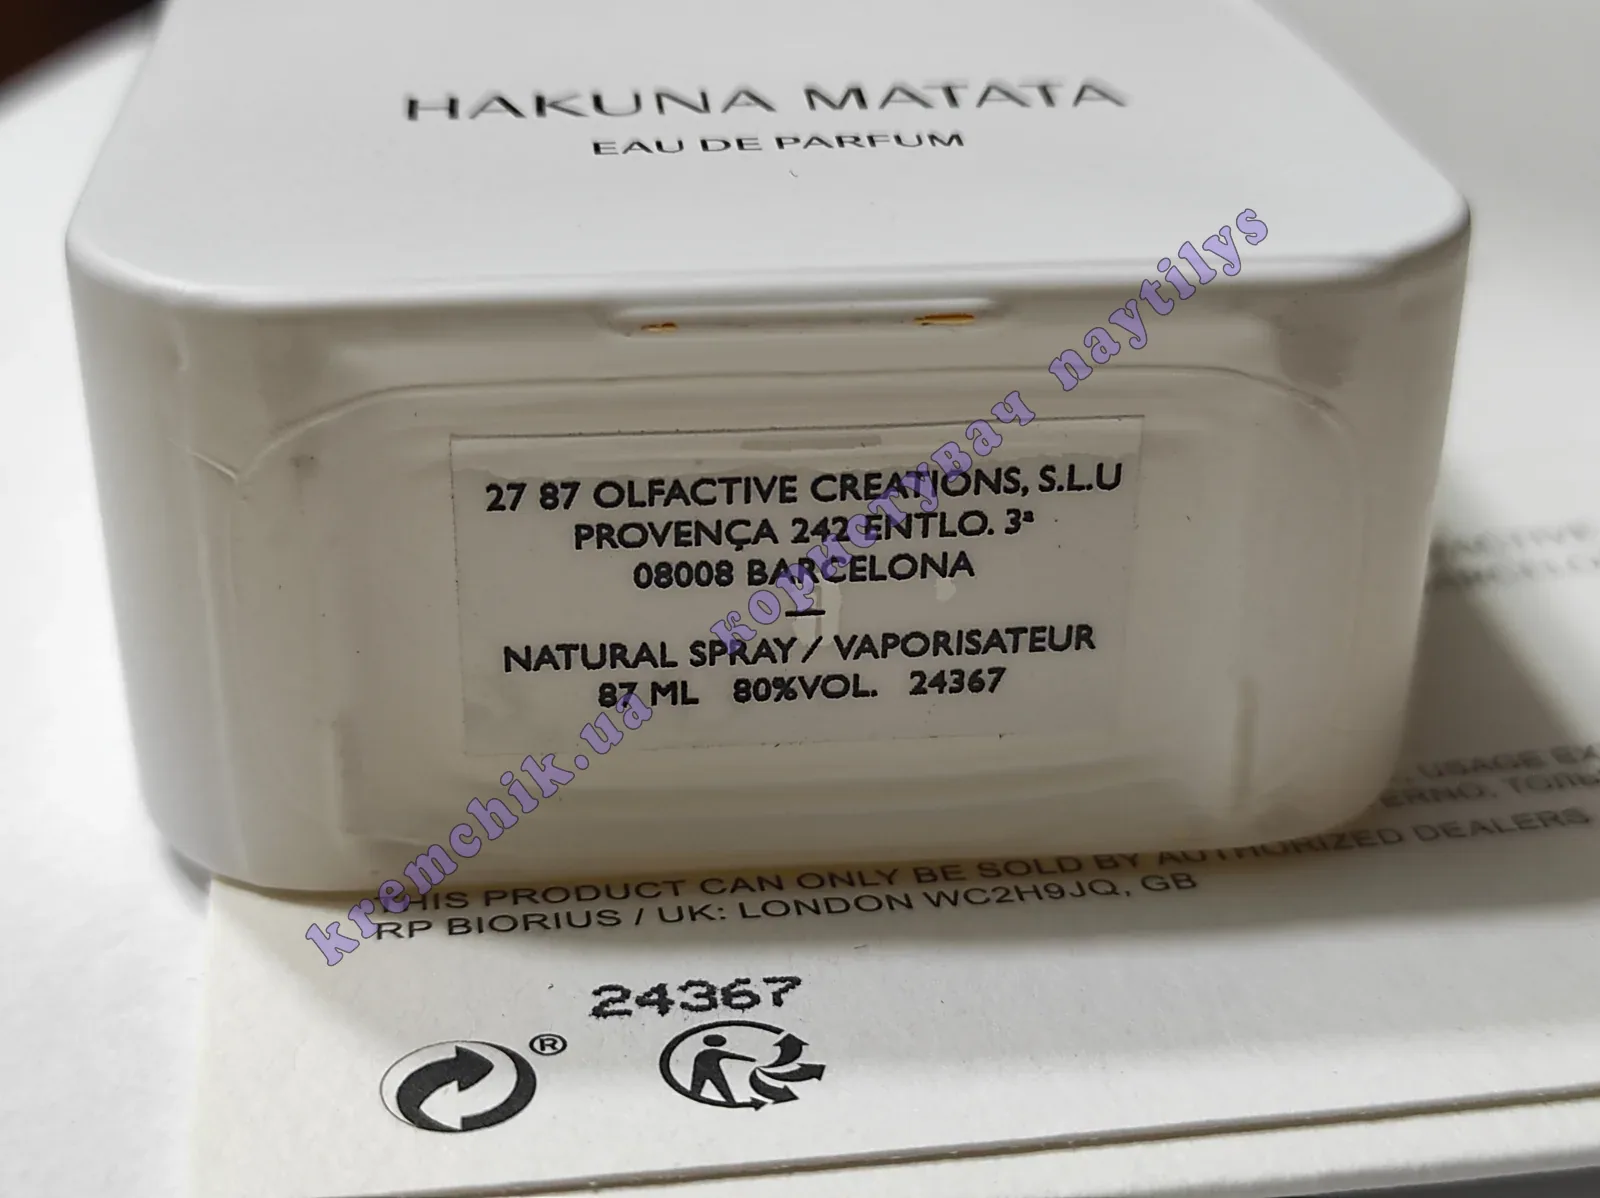 HAKUNA MATATA
EAU DE PARFUM
27 87 OLFACTIVE CREATIONS, S.L.U
PROVENÇA 242 ENTLO. 3ª
08008 BARCELONA
—
NATURAL SPRAY / VAPORISATEUR
87 ML 80%VOL. 24367
kremchik.ua користувач naytilys
USAGE
THIS PRODUCT CAN ONLY BE SOLD BY AUTHORIZED DEALERS
RP BIORIUS / UK: LONDON WC2H9JQ, GB
24367
®